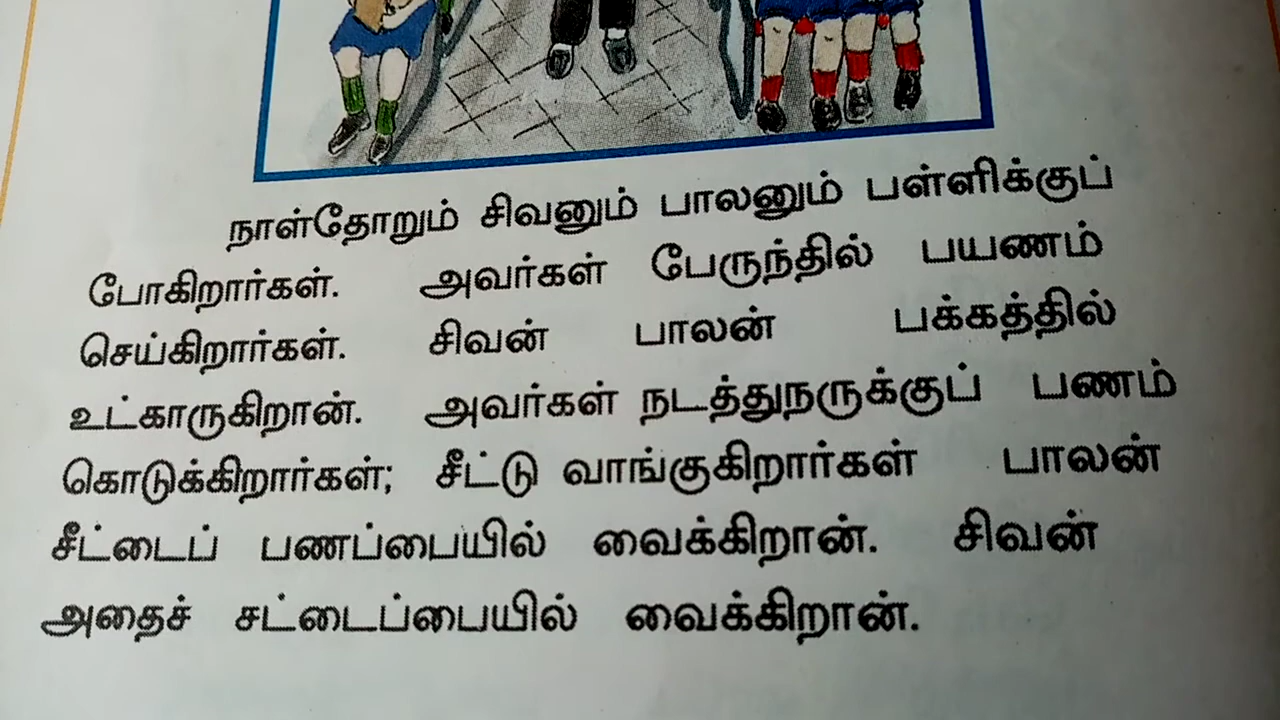 நாள்தோறும் சிவனும் பாலனும் பள்ளிக்குப்
போகிறார்கள். அவர்கள் பேருந்தில் பயணம்
செய்கிறார்கள். சிவன் பாலன் பக்கத்தில்
உட்காருகிறான். அவர்கள் நடத்துநருக்குப் பணம்
கொடுக்கிறார்கள்; சீட்டு வாங்குகிறார்கள் பாலன்
சீட்டைப் பணப்பையில் வைக்கிறான். சிவன்
அதைச் சட்டைப்பையில் வைக்கிறான்.